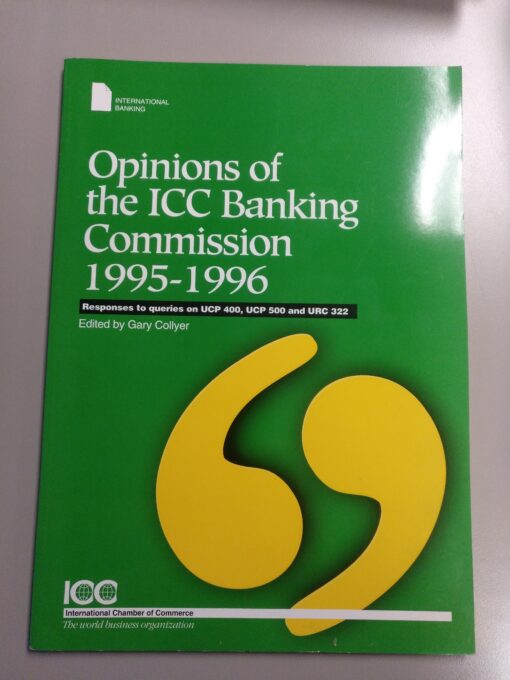 INTERNATIONAL
BANKING
Opinions of
the ICC Banking
Commission
1995-1996
Responses to queries on UCP 400, UCP 500 and URC 322
Edited by Gary Collyer
ICC
International Chamber of Commerce
The world business organization